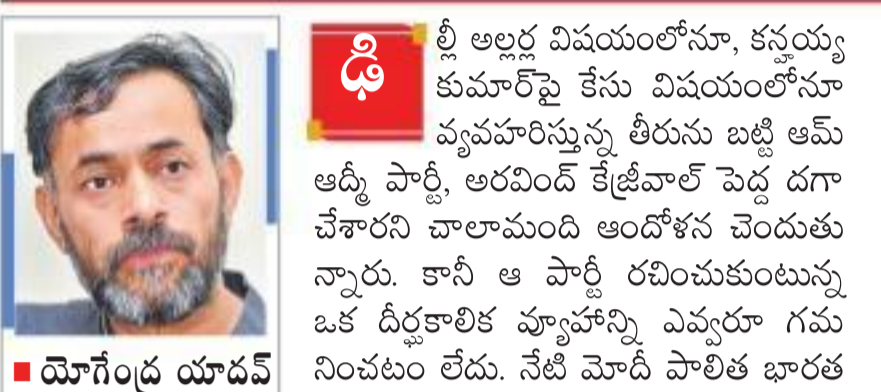 ఢి
ల్లీ అల్లర్ల విషయంలోనూ, కన్హయ్య
కుమార్‌పై కేసు విషయంలోనూ
వ్యవహరిస్తున్న తీరును బట్టి ఆమ్
ఆద్మీ పార్టీ, అరవింద్ కేజ్రీవాల్ పెద్ద దగా
చేశారని చాలామంది ఆందోళన చెందుతు
న్నారు. కానీ ఆ పార్టీ రచించుకుంటున్న
ఒక దీర్ఘకాలిక వ్యూహాన్ని ఎవ్వరూ గమ
నించటం లేదు. నేటి మోదీ పాలిత భారత
యోగేంద్ర యాదవ్